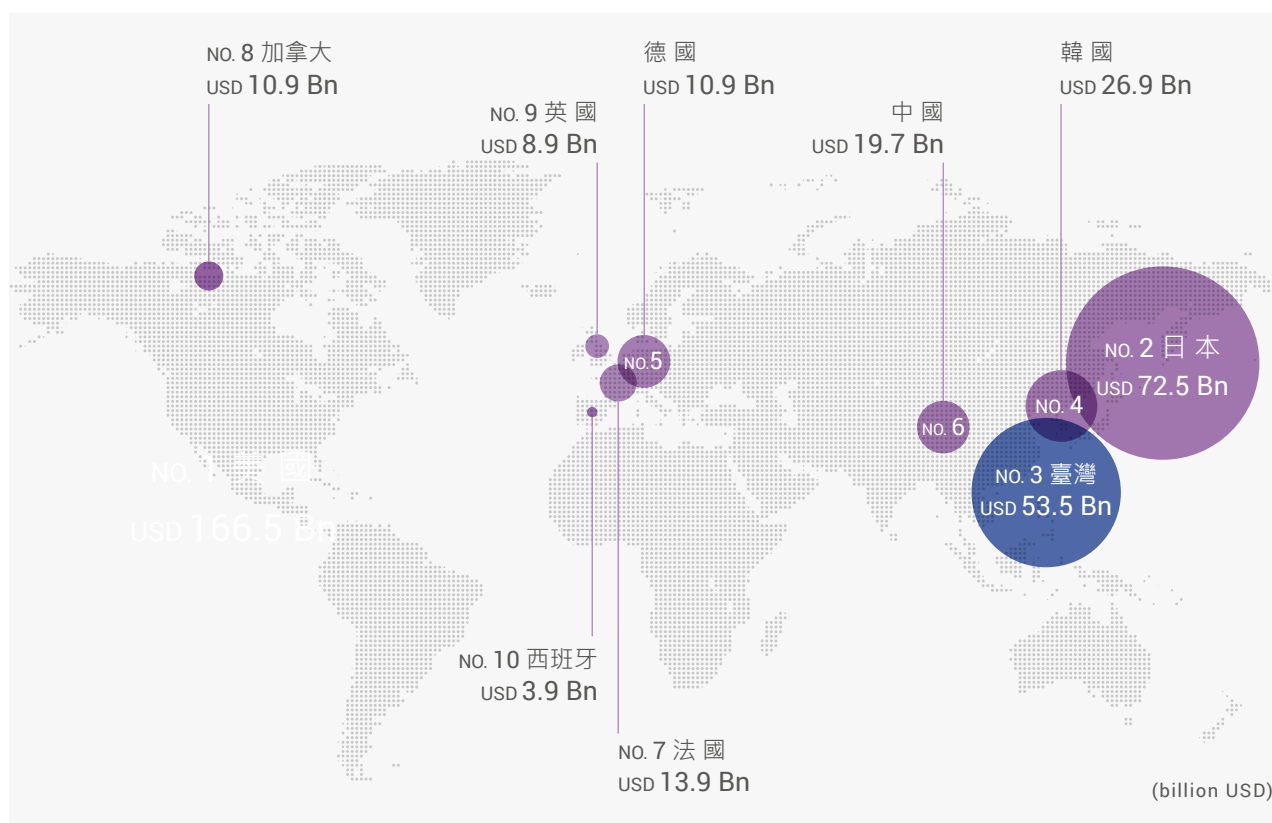 NO. 8 加拿大
USD 10.9 Bn
德 國
USD 10.9 Bn
韓 國
USD 26.9 Bn
NO. 9 英 國
USD 8.9 Bn
中 國
USD 19.7 Bn
NO. 2 日 本
USD 72.5 Bn
NO.5
NO. 4
NO. 6
NO. 1 美 國
USD 166.5 Bn
NO. 3 臺灣
USD 53.5 Bn
NO. 10 西班牙
USD 3.9 Bn
NO. 7 法 國
USD 13.9 Bn
(billion USD)